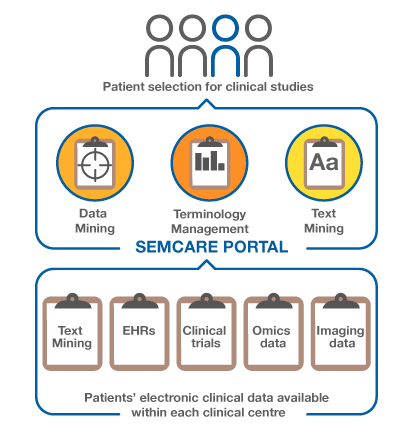 Patient selection for clinical studies
Aa
Data
Mining
Terminology
Management
Text
Mining
SEMCARE PORTAL
Text
Mining
EHRs
Clinical
trials
Omics
data
Imaging
data
Patients' electronic clinical data available
within each clinical centre